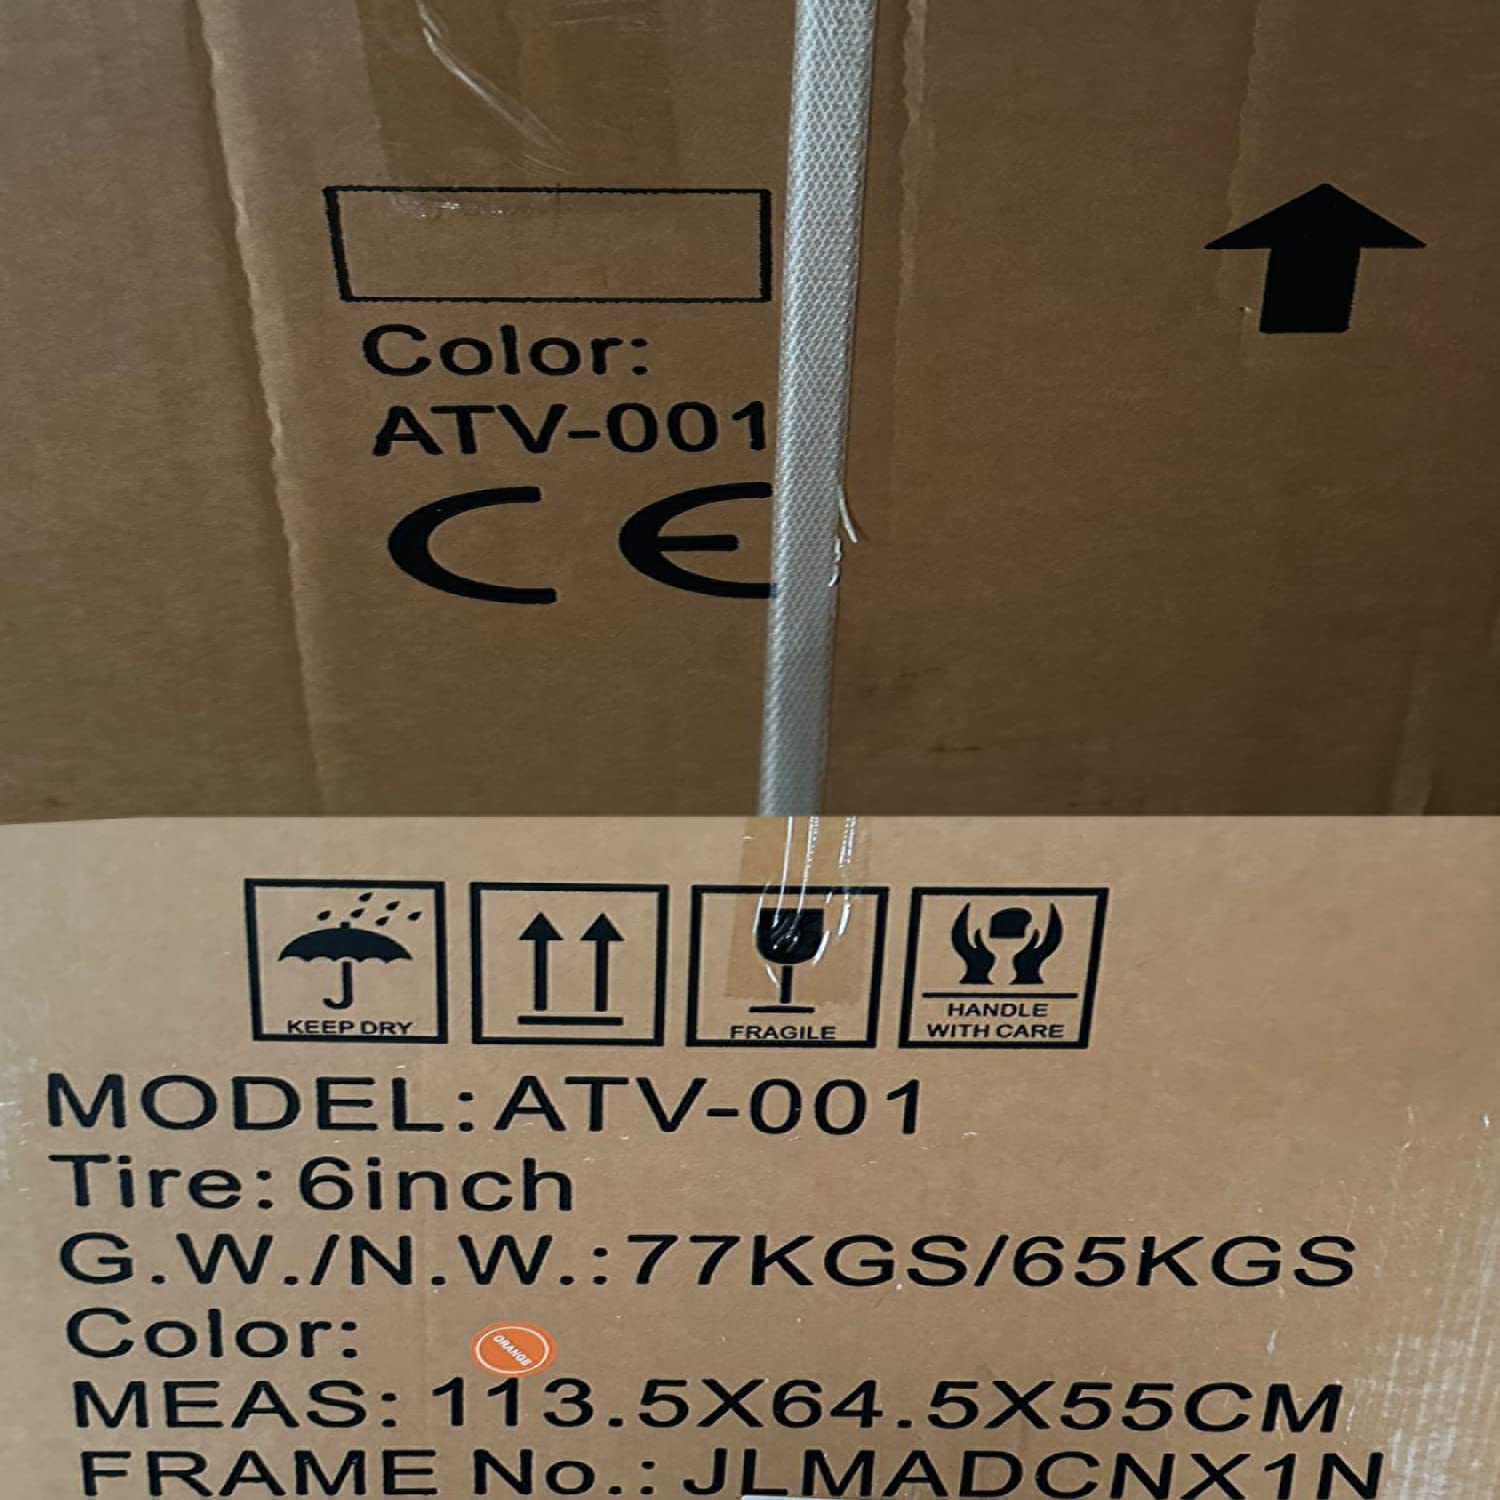 Color:
ATV-001
CE
KEEP DRY
FRAGILE
HANDLE
WITH CARE
MODEL:ATV-001
Tire: 6inch
G.W./N.W.:77KGS/65KGS
Color:
ORANGE
MEAS: 113.5X64.5X55CM
FRAME No.: JLMADCNX1N